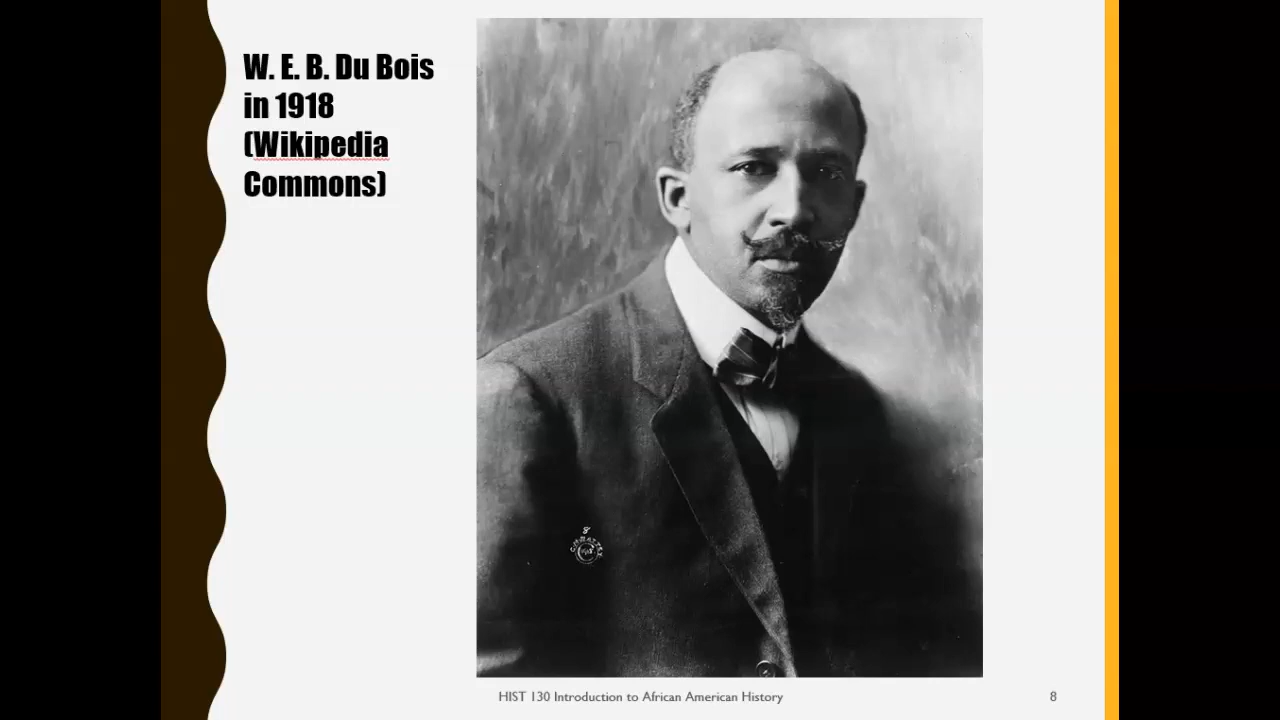 W. E. B. Du Bois
in 1918
(Wikipedia
Commons)
HIST 130 Introduction to African American History
8